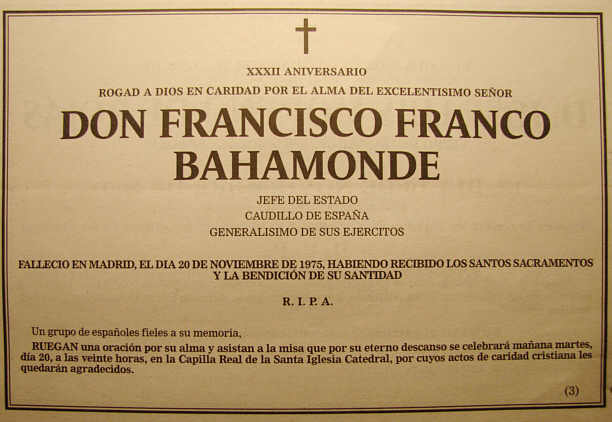 XXXII ANIVERSARIO
ROGAD A DIOS EN CARIDAD POR EL ALMA DEL EXCELENTISIMO SEÑOR
DON FRANCISCO FRANCO
BAHAMONDE
JEFE DEL ESTADO
CAUDILLO DE ESPAÑA
GENERALISIMO DE SUS EJERCITOS
FALLECIO EN MADRID, EL DIA 20 DE NOVIEMBRE DE 1975, HABIENDO RECIBIDO LOS SANTOS SACRAMENTOS
Y LA BENDICIÓN DE SU SANTIDAD
R. I. P. A.
Un grupo de españoles fieles a su memoria,
RUEGAN una oración por su alma y asistan a la misa que por su eterno descanso se celebrará mañana martes,
día 20, a las veinte horas, en la Capilla Real de la Santa Iglesia Catedral, por cuyos actos de caridad cristiana les
quedarán agradecidos.
(3)